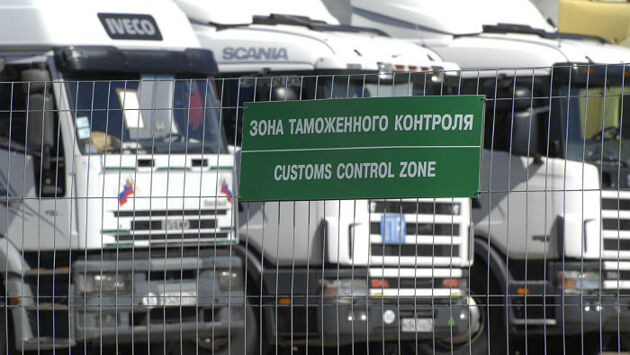 IVECO
SCANIA
ЗОНА ТАМОЖЕННОГО КОНТРОЛЯ
CUSTOMS CONTROL ZONE